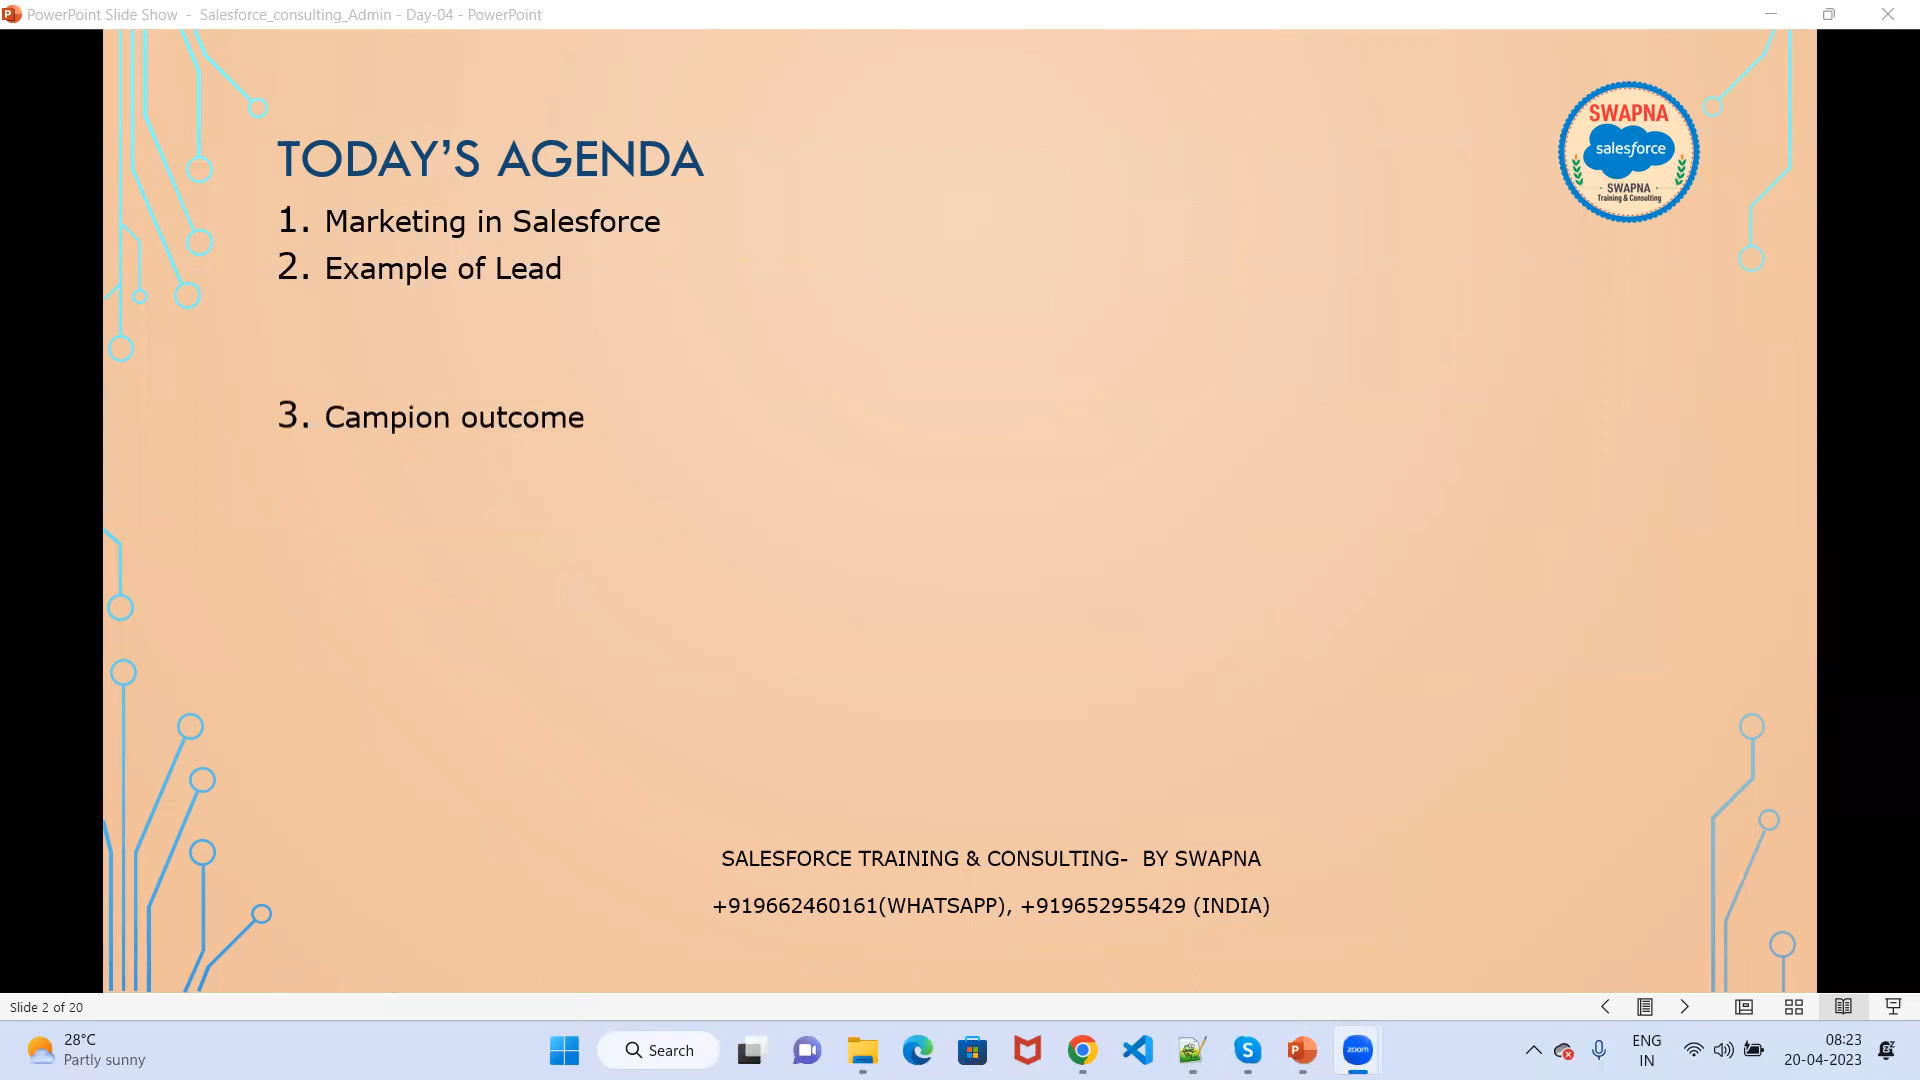 PowerPoint Slide Show - Salesforce_consulting_Admin - Day-04 - PowerPoint
SWAPNA
salesforce
SWAPNA
Training & Consulting
TODAY’S AGENDA
1. Marketing in Salesforce
2. Example of Lead
3. Campion outcome
SALESFORCE TRAINING & CONSULTING- BY SWAPNA
+919662460161(WHATSAPP), +919652955429 (INDIA)
Slide 2 of 20
28°C
Partly sunny
Search
zoom
ENG
IN
08:23
20-04-2023